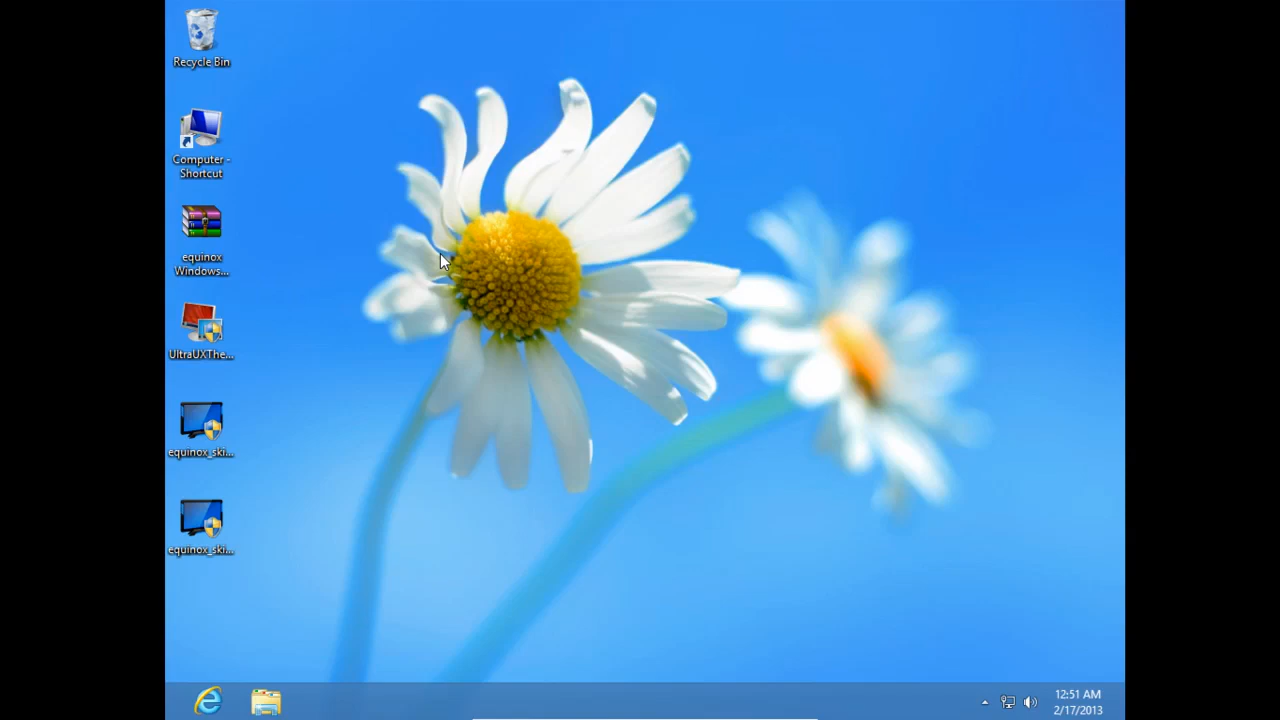 Recycle Bin
Computer -
Shortcut
equinox
Windows...
UltraUXThe...
equinox_ski...
equinox_ski...
12:51 AM
2/17/2013